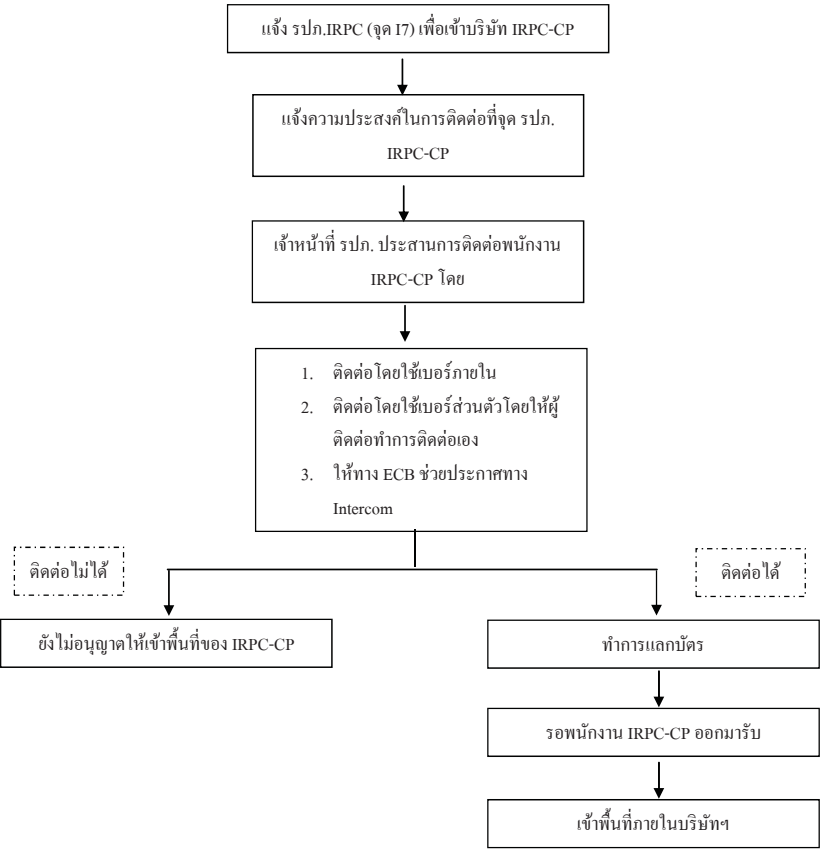 แจ้ง รปภ.IRPC (จุด I7) เพื่อเข้าบริษัท IRPC-CP
แจ้งความประสงค์ในการติดต่อที่จุด รปภ.
IRPC-CP
เจ้าหน้าที่ รปภ. ประสานการติดต่อพนักงาน
IRPC-CP โดย
1. ติดต่อโดยใช้เบอร์ภายใน
2. ติดต่อโดยใช้เบอร์ส่วนตัวโดยให้ผู้
ติดต่อทำการติดต่อเอง
3. ให้ทาง ECB ช่วยประกาศทาง
Intercom
ติดต่อไม่ได้
ติดต่อได้
ยังไม่อนุญาตให้เข้าพื้นที่ของ IRPC-CP
ทำการแลกบัตร
รอพนักงาน IRPC-CP ออกมารับ
เข้าพื้นที่ภายในบริษัทฯ